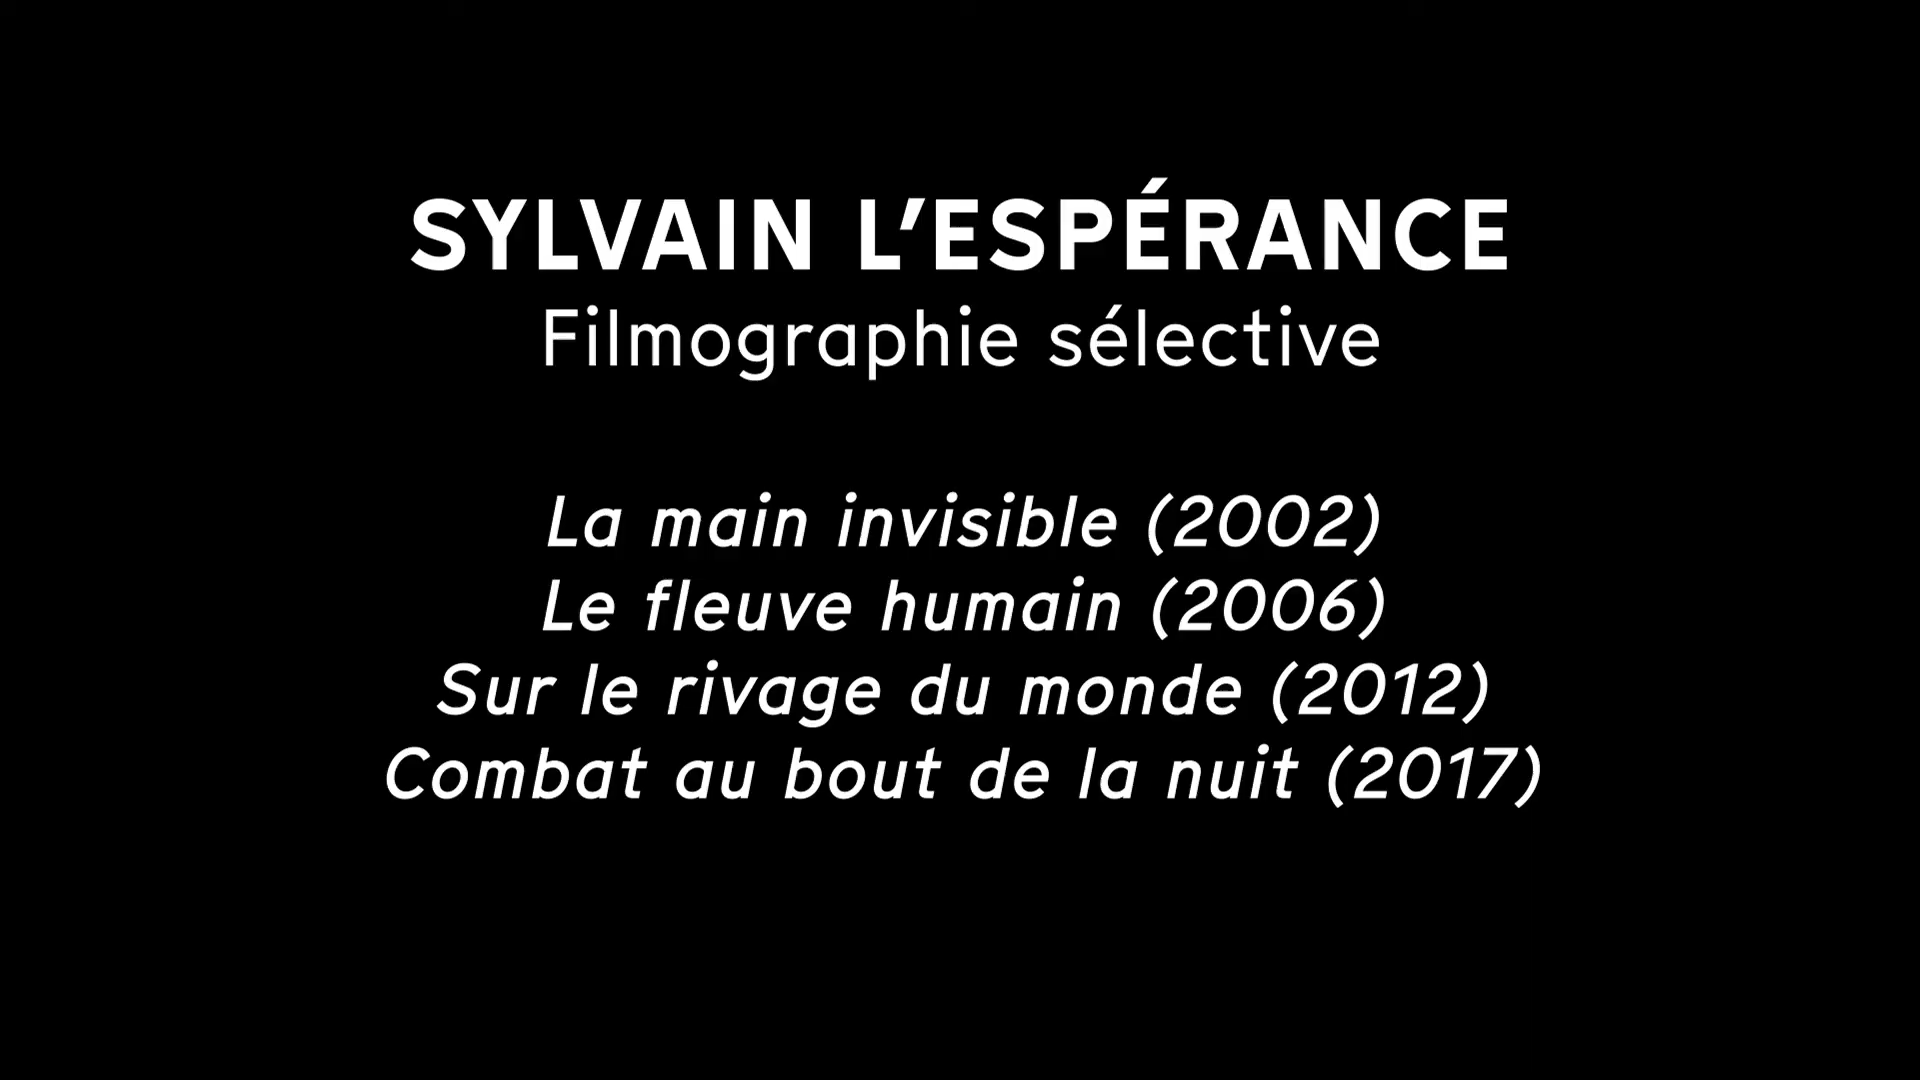 SYLVAIN L’ESPÉRANCE
Filmographie sélective
La main invisible (2002)
Le fleuve humain (2006)
Sur le rivage du monde (2012)
Combat au bout de la nuit (2017)